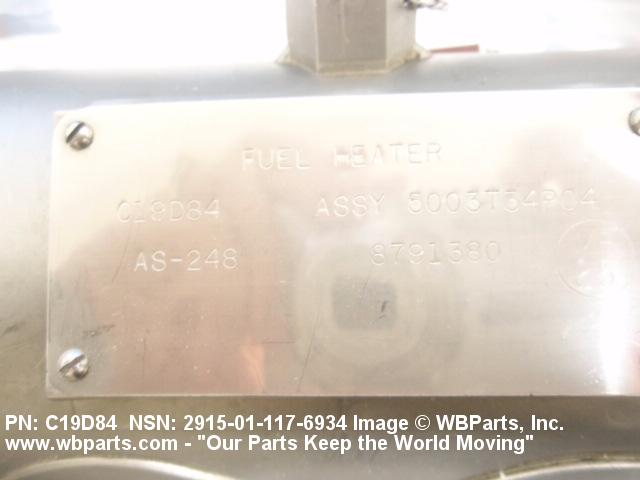 FUEL HEATER
C19D84 ASSY 5003T34P04
AS-248 8791380
PN: C19D84 NSN: 2915-01-117-6934 Image © WBParts, Inc.
www.wbparts.com - "Our Parts Keep the World Moving"